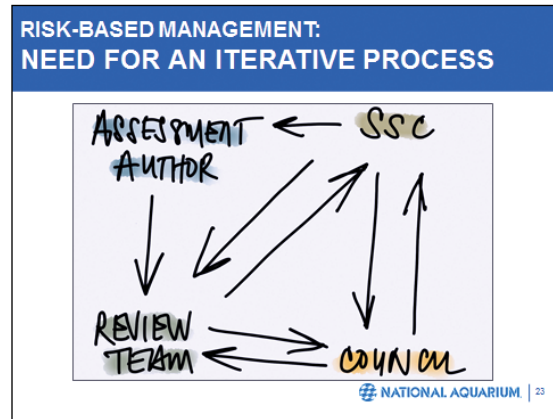 RISK-BASED MANAGEMENT:
NEED FOR AN ITERATIVE PROCESS
ASSESSMENT
AUTHOR
SSC
REVIEW
TEAM
COUNCIL
NATIONAL AQUARIUM | 23